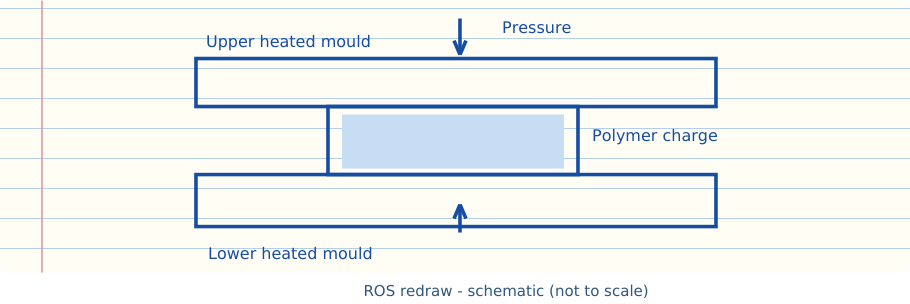 Pressure
Upper heated mould
Polymer charge
Lower heated mould
ROS redraw - schematic (not to scale)